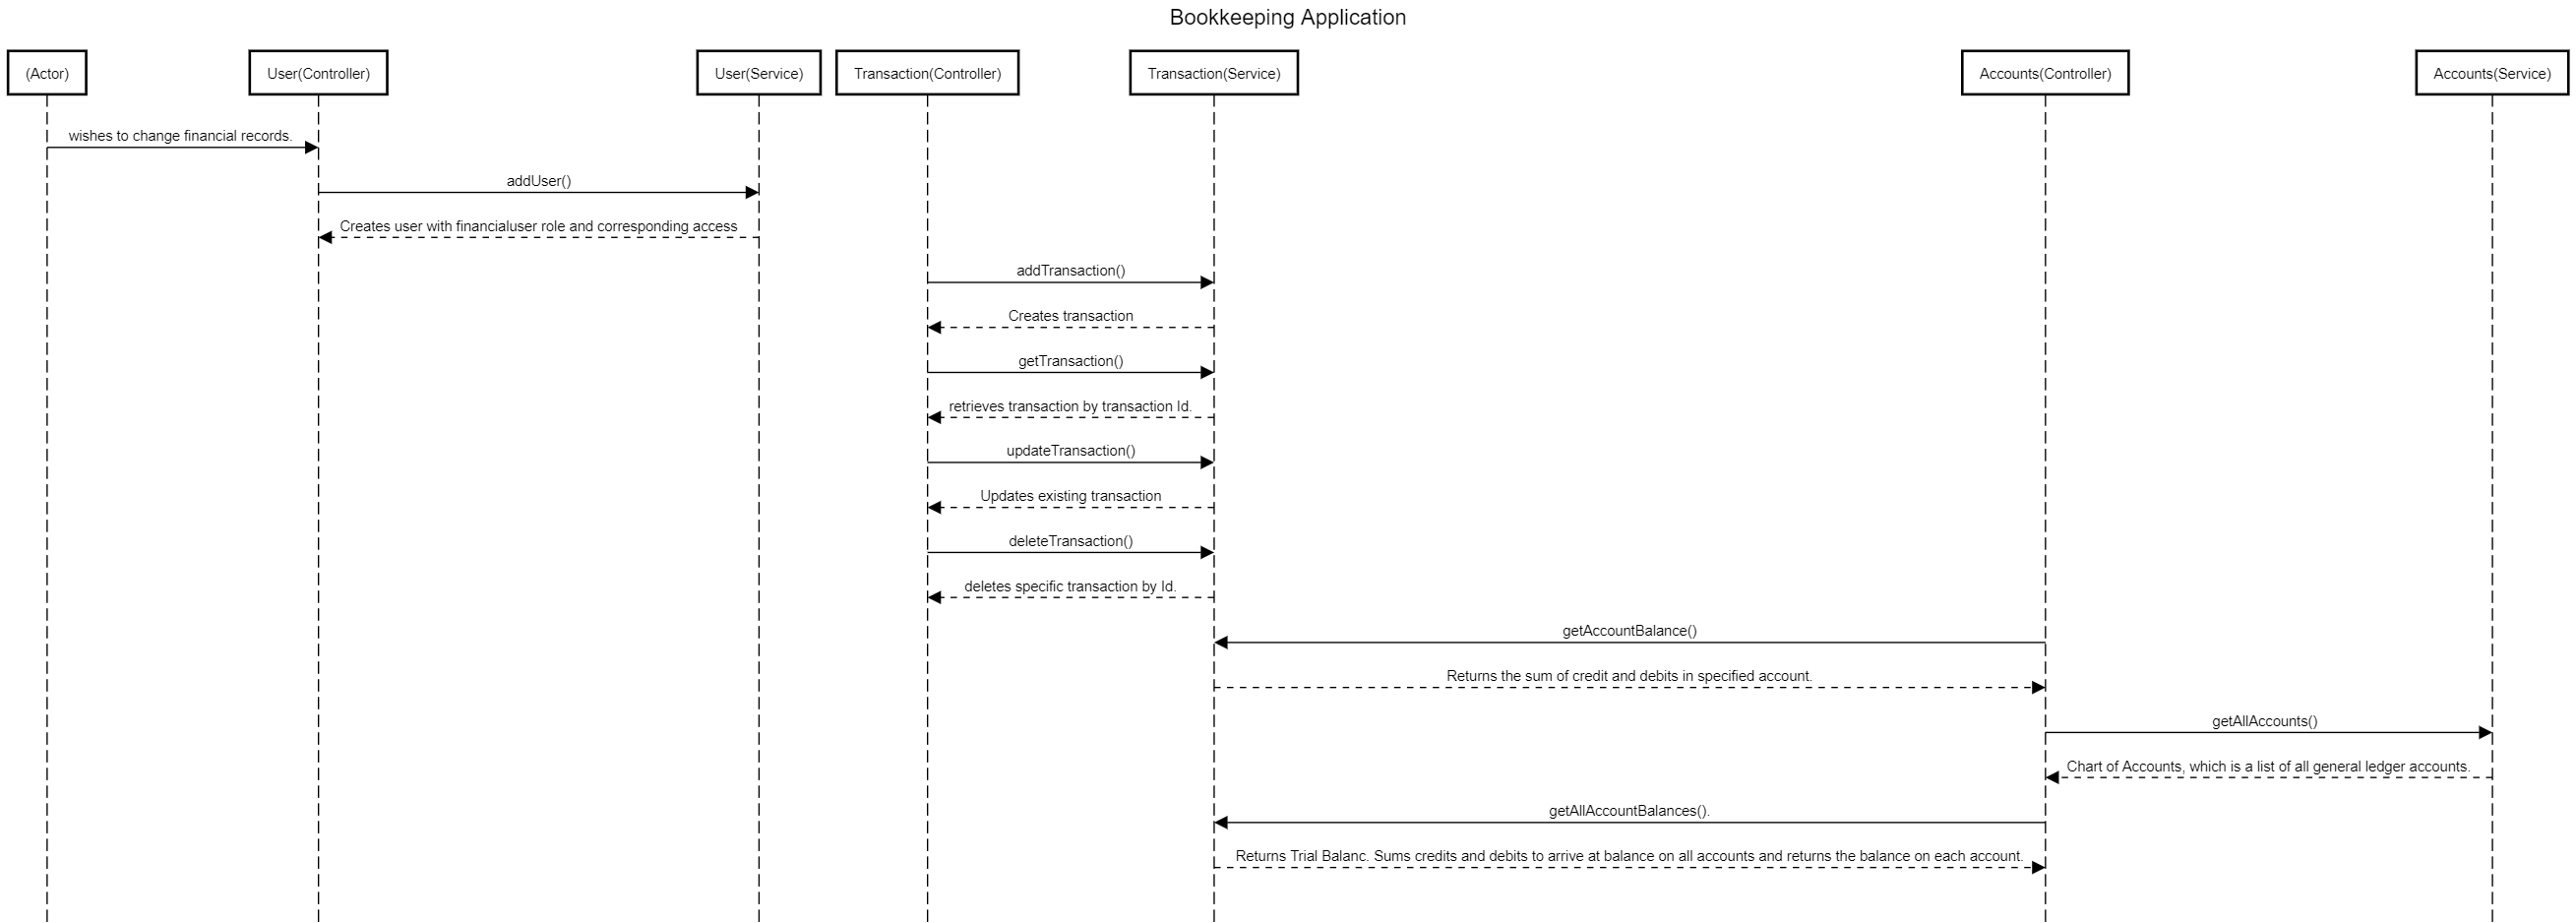 Bookkeeping Application
(Actor)
User(Controller)
User(Service)
Transaction(Controller)
Transaction(Service)
Accounts(Controller)
Accounts(Service)
wishes to change financial records.
addUser()
Creates user with financialuser role and corresponding access
addTransaction()
Creates transaction
getTransaction()
retrieves transaction by transaction Id.
updateTransaction()
Updates existing transaction
deleteTransaction()
deletes specific transaction by Id.
getAccountBalance()
Returns the sum of credit and debits in specified account.
getAllAccounts()
Chart of Accounts, which is a list of all general ledger accounts.
getAllAccountBalances().
Returns Trial Balanc. Sums credits and debits to arrive at balance on all accounts and returns the balance on each account.